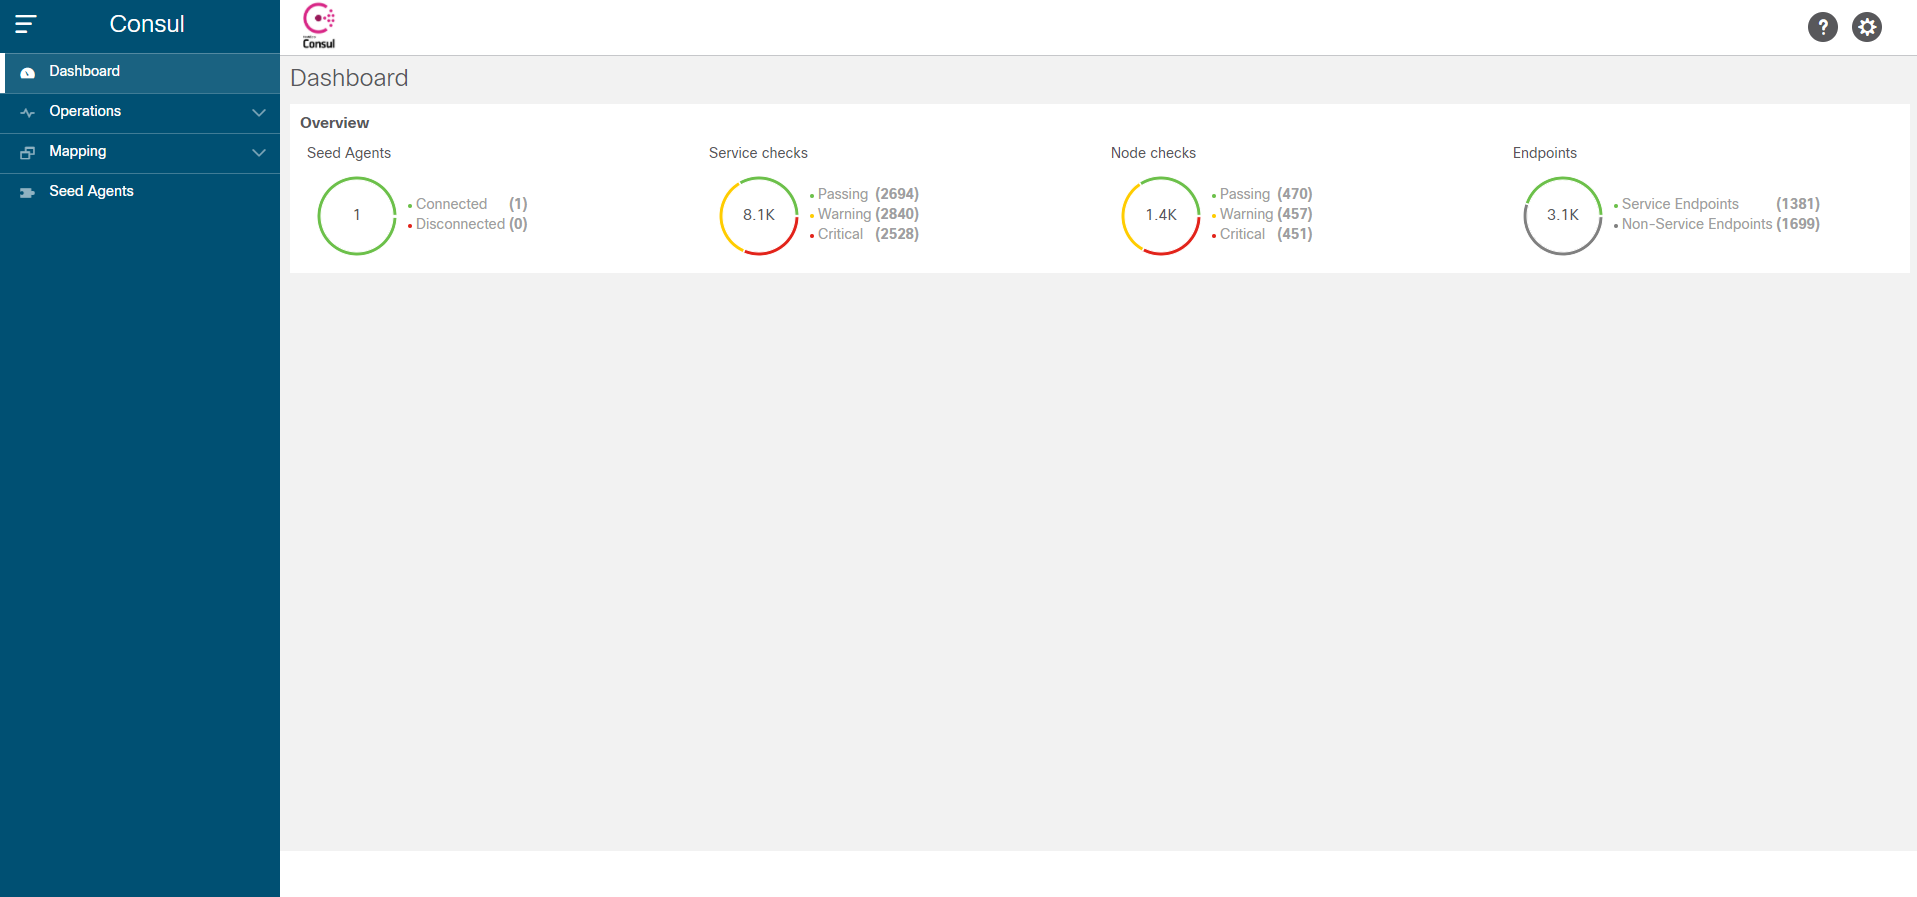 Consul
Dashboard
Operations
Mapping
Seed Agents
Consul
?
Dashboard
Overview
Seed Agents
1
Connected (1)
Disconnected (0)
Service checks
8.1K
Passing (2694)
Warning (2840)
Critical (2528)
Node checks
1.4K
Passing (470)
Warning (457)
Critical (451)
Endpoints
3.1K
Service Endpoints (1381)
Non-Service Endpoints (1699)